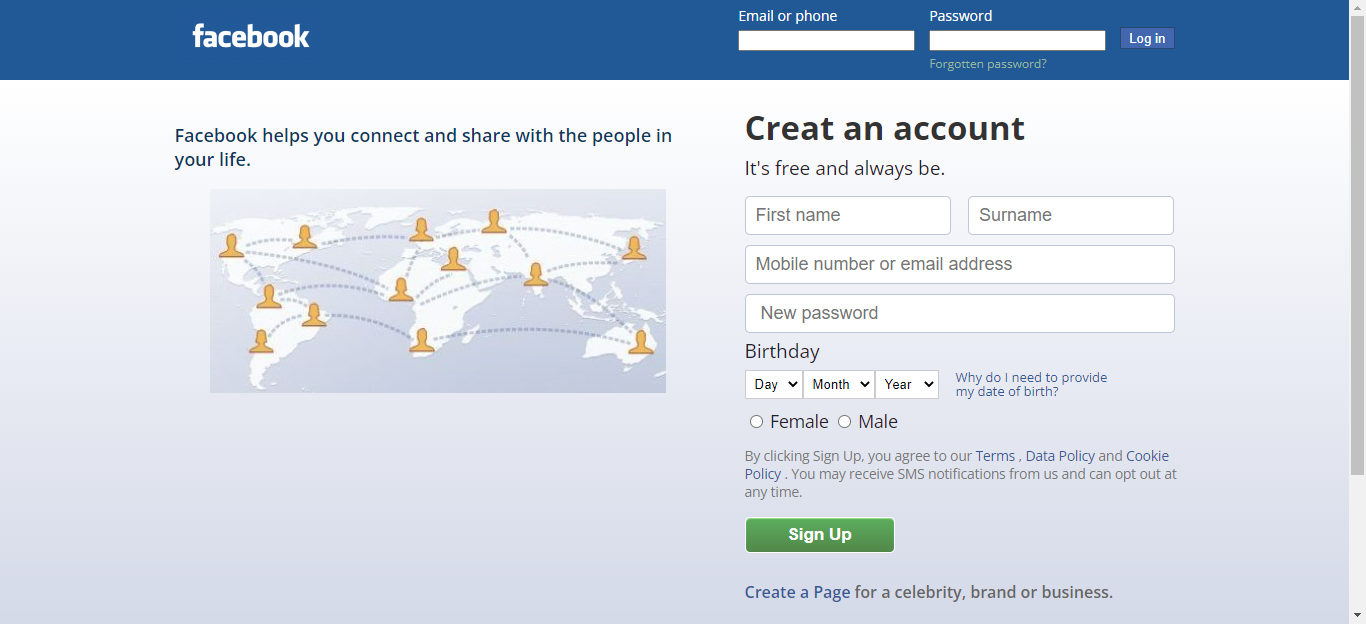 facebook
Email or phone
Password
Log in
Forgotten password?
Facebook helps you connect and share with the people in
your life.
Creat an account
It's free and always be.
First name
Surname
Mobile number or email address
New password
Birthday
Day
Month
Year
Why do I need to provide
my date of birth?
Female
Male
By clicking Sign Up, you agree to our Terms , Data Policy and Cookie
Policy . You may receive SMS notifications from us and can opt out at
any time.
Sign Up
Create a Page for a celebrity, brand or business.